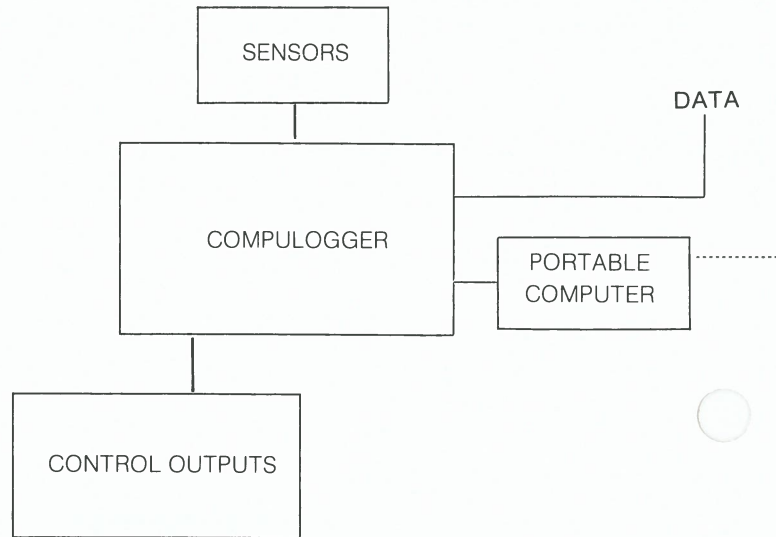 SENSORS
DATA
COMPULOGGER
PORTABLE
COMPUTER
CONTROL OUTPUTS